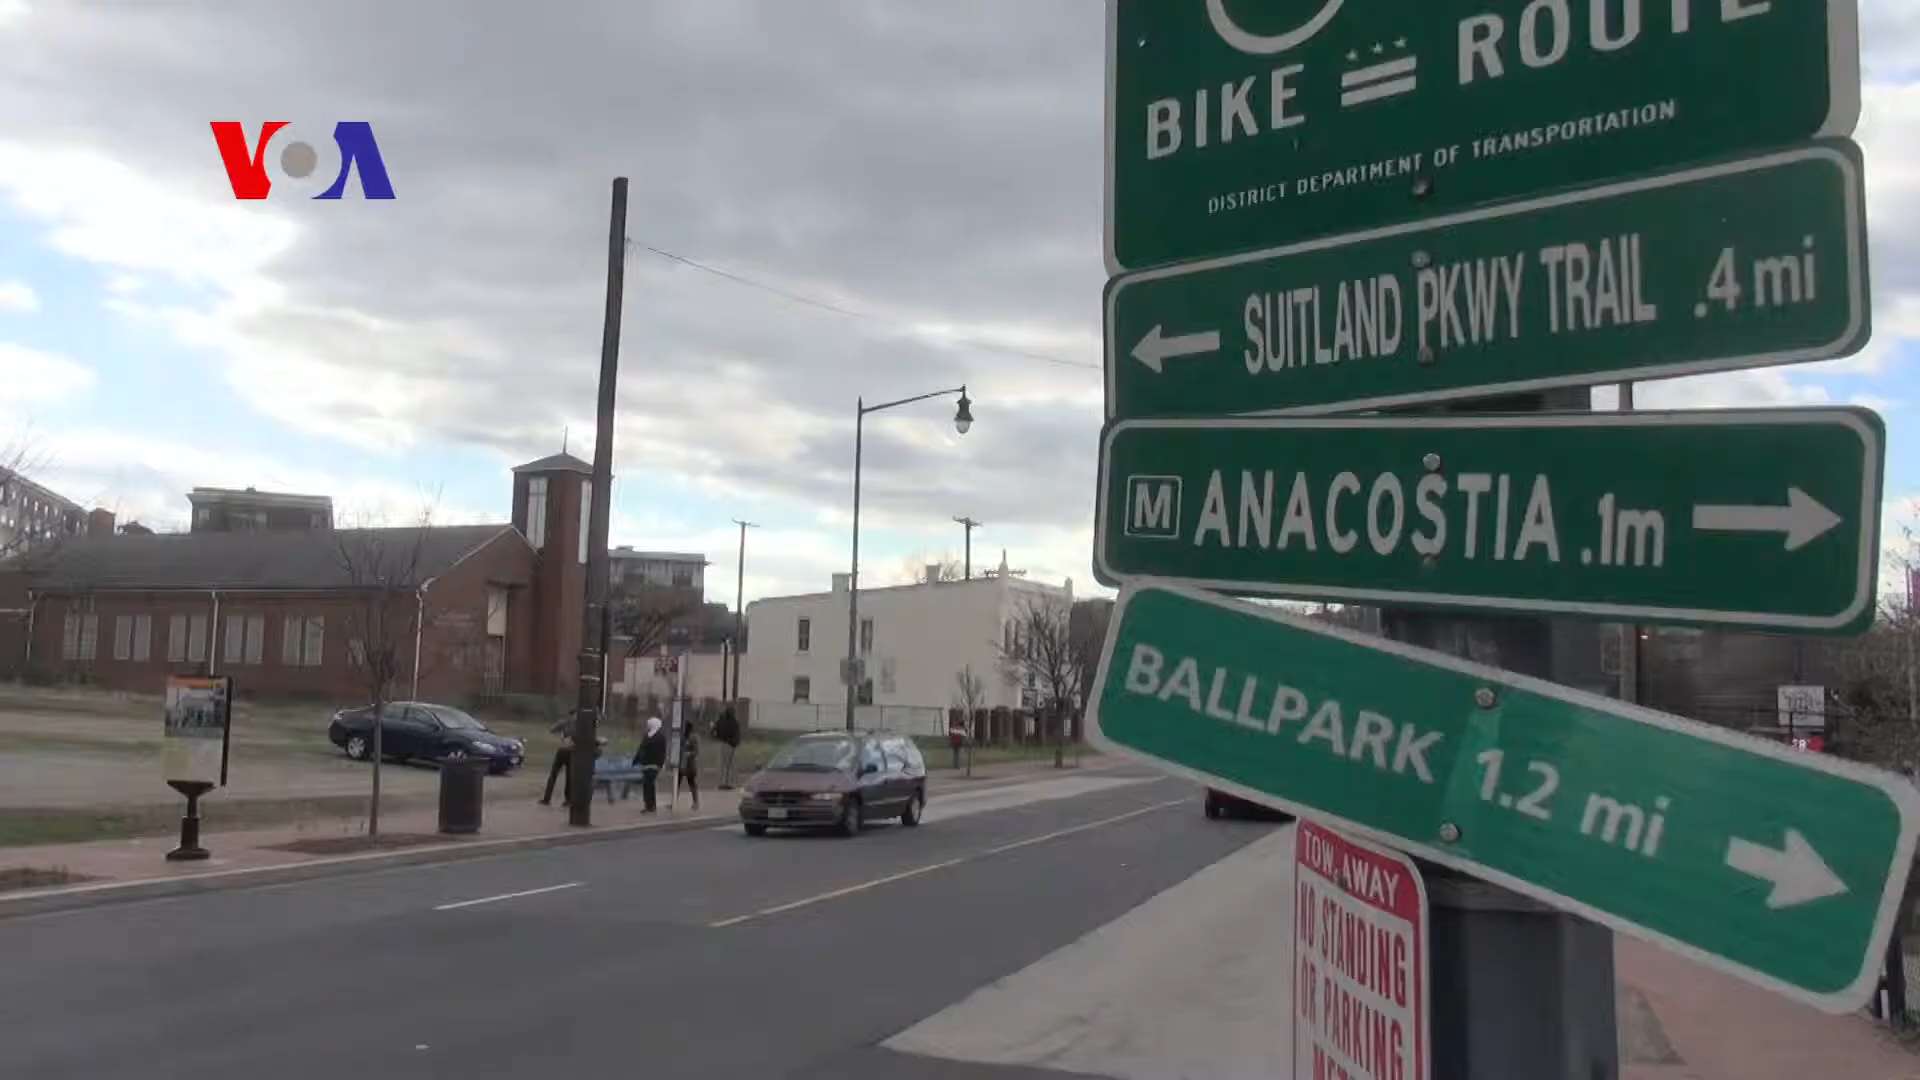 VOA
BIKE ROUTE
DISTRICT DEPARTMENT OF TRANSPORTATION
SUITLAND PKWY TRAIL .4 mi
M ANACOSTIA .1m
BALLPARK 1.2 mi
TOW AWAY
NO STANDING
OR PARKING